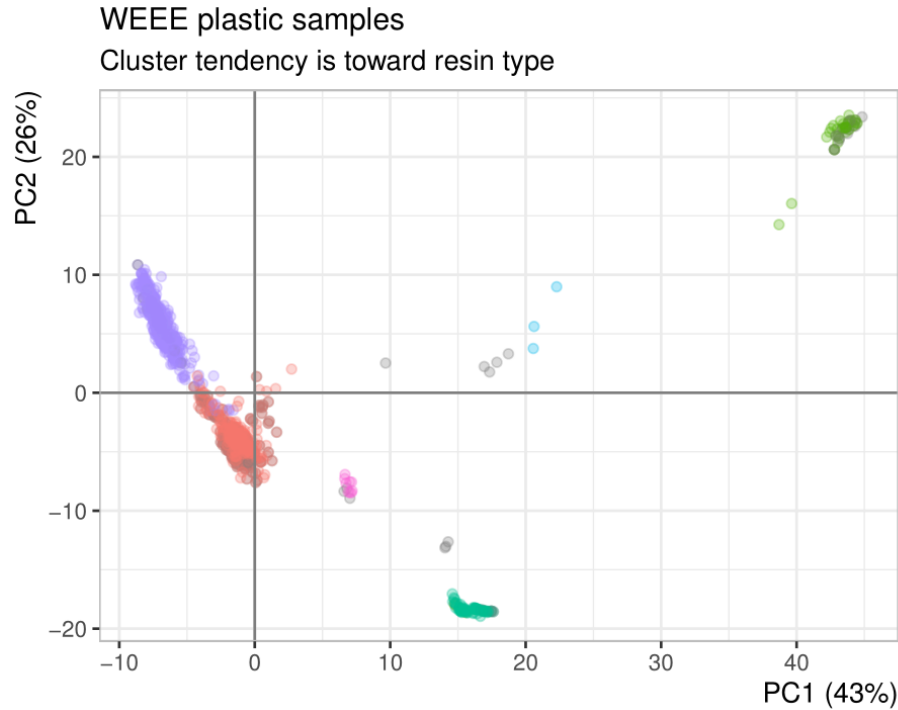 WEEE plastic samples
Cluster tendency is toward resin type
PC2 (26%)
20
10
0
−10
−20
−10 0 10 20 30 40
PC1 (43%)